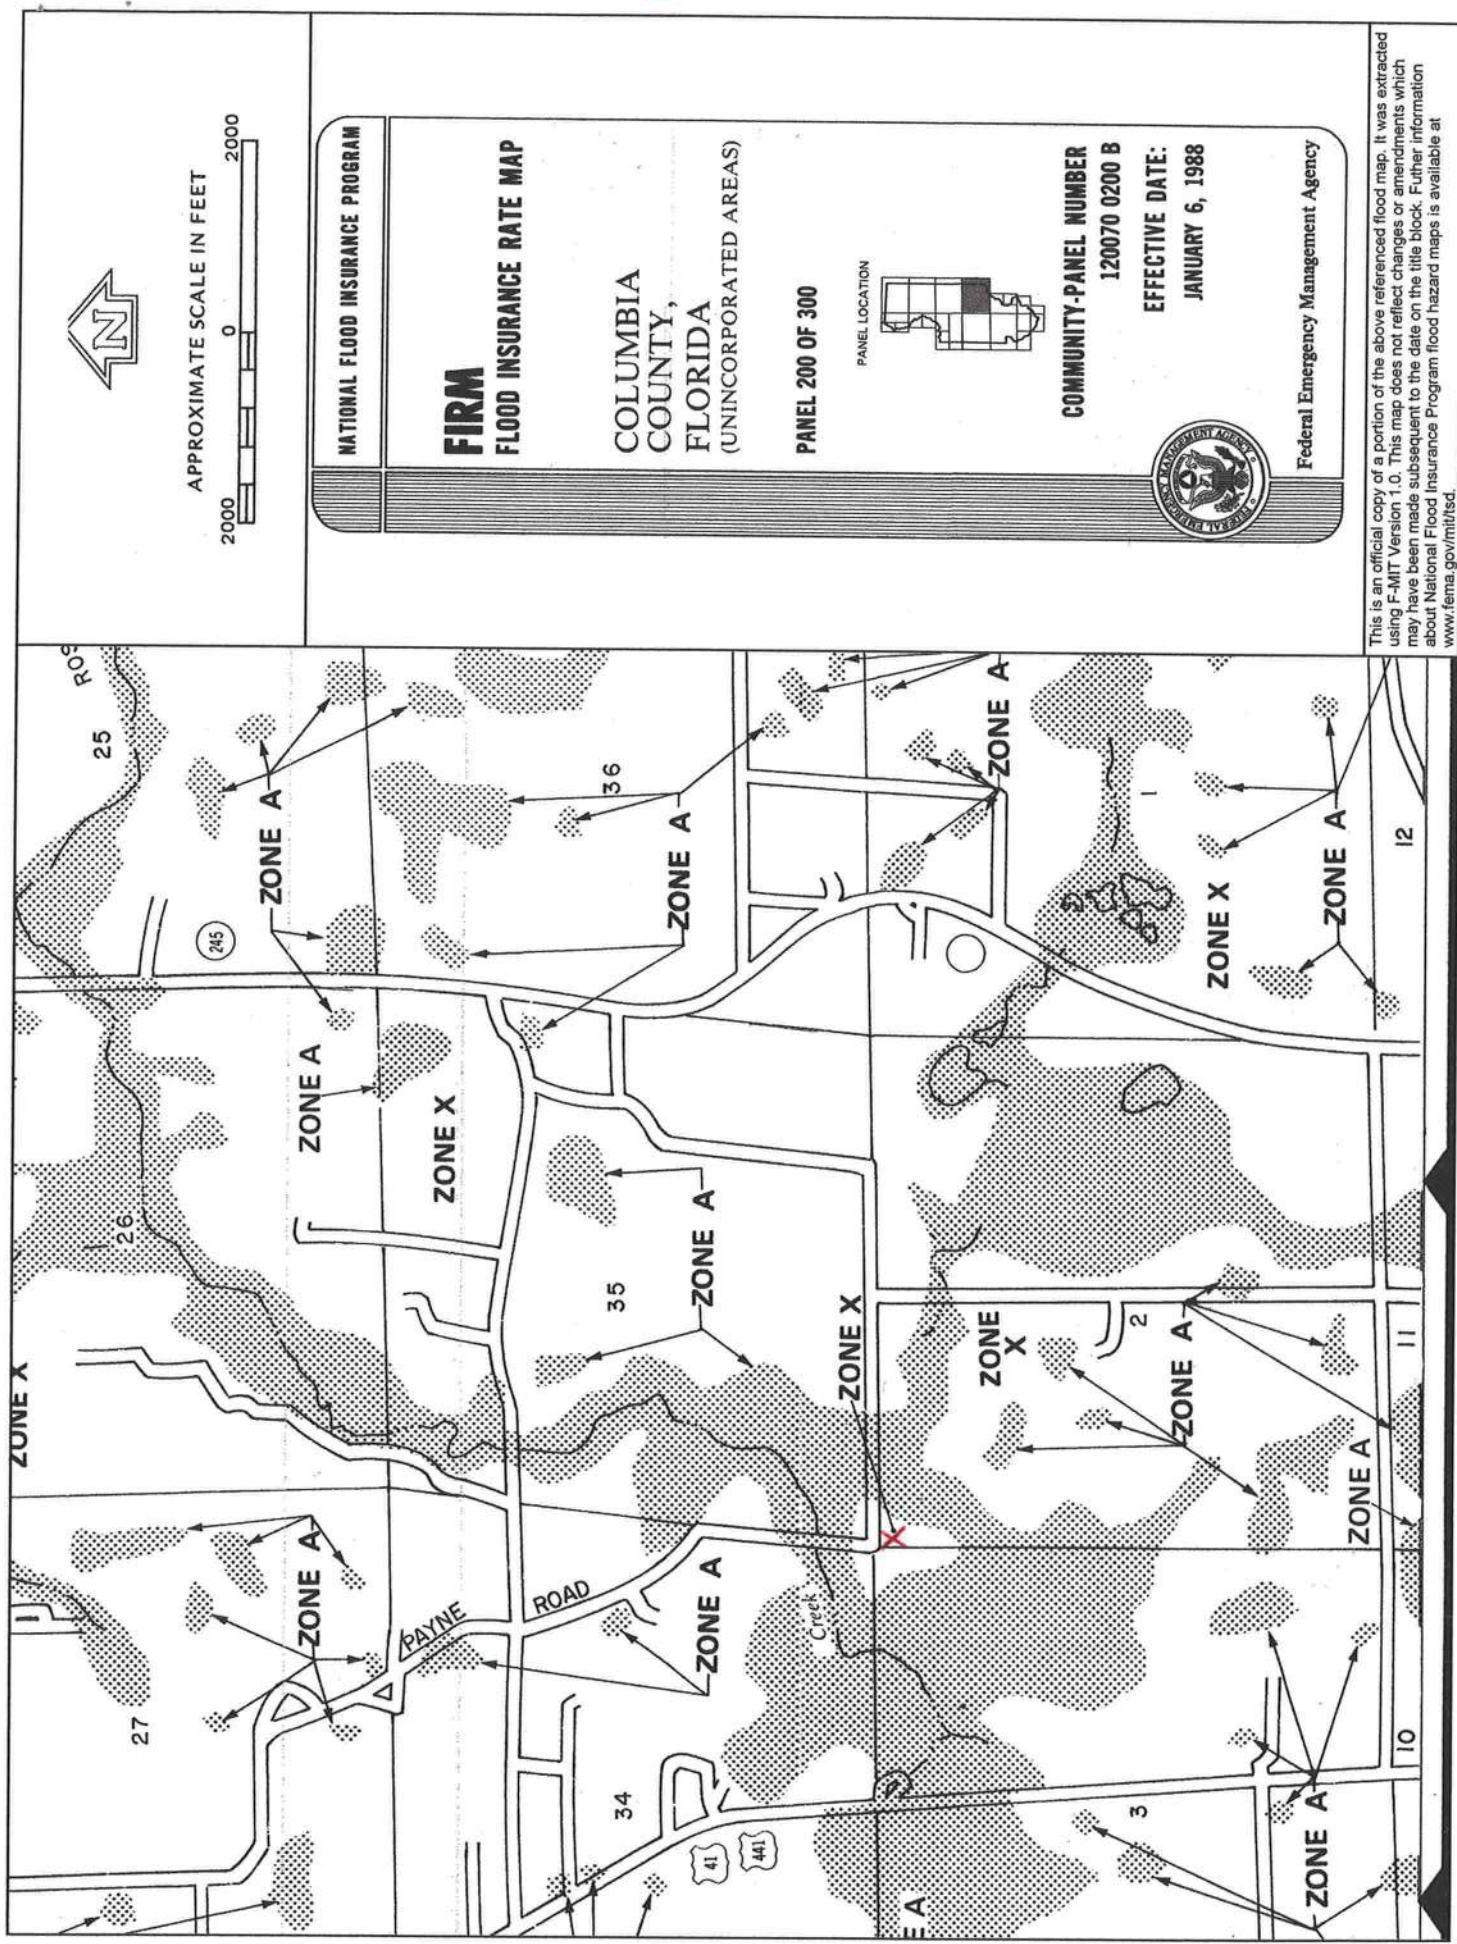 APPROXIMATE SCALE IN FEET
2000 0 2000
N
NATIONAL FLOOD INSURANCE PROGRAM
FIRM
FLOOD INSURANCE RATE MAP
COLUMBIA
COUNTY,
FLORIDA
(UNINCORPORATED AREAS)
PANEL 200 OF 300
PANEL LOCATION
COMMUNITY-PANEL NUMBER
120070 0200 B
EFFECTIVE DATE:
JANUARY 6, 1988
FEDERAL EMERGENCY MANAGEMENT AGENCY
Federal Emergency Management Agency
This is an official copy of a portion of the above referenced flood map. It was extracted
using F-MIT Version 1.0. This map does not reflect changes or amendments which
may have been made subsequent to the date on the title block. Futher information
about National Flood Insurance Program flood hazard maps is available at
www.fema.gov/mit/tsd.
ZONE X
26
25
ROS
27
245
ZONE A
ZONE A
ZONE A
ZONE X
PAYNE
ROAD
36
35
34
ZONE A
ZONE A
ZONE A
41
441
Creek
ZONE X
E A
ZONE X
ZONE A
1
2
3
ZONE A
ZONE X
ZONE A
ZONE A
ZONE A
10
11
12